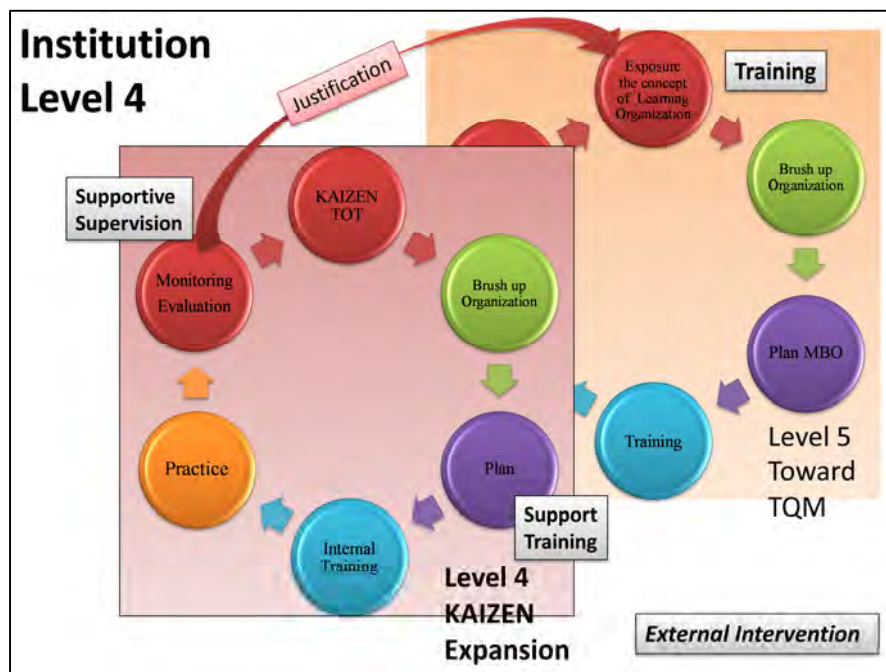 Institution
Level 4
Justification
Exposure
the concept
of Learning
Organization
Training
Brush up
Organization
Supportive
Supervision
KAIZEN
TOT
Monitoring
Evaluation
Brush up
Organization
Plan MBO
Practice
Plan
Training
Level 5
Toward
TQM
Support
Training
Internal
Training
Level 4
KAIZEN
Expansion
External Intervention